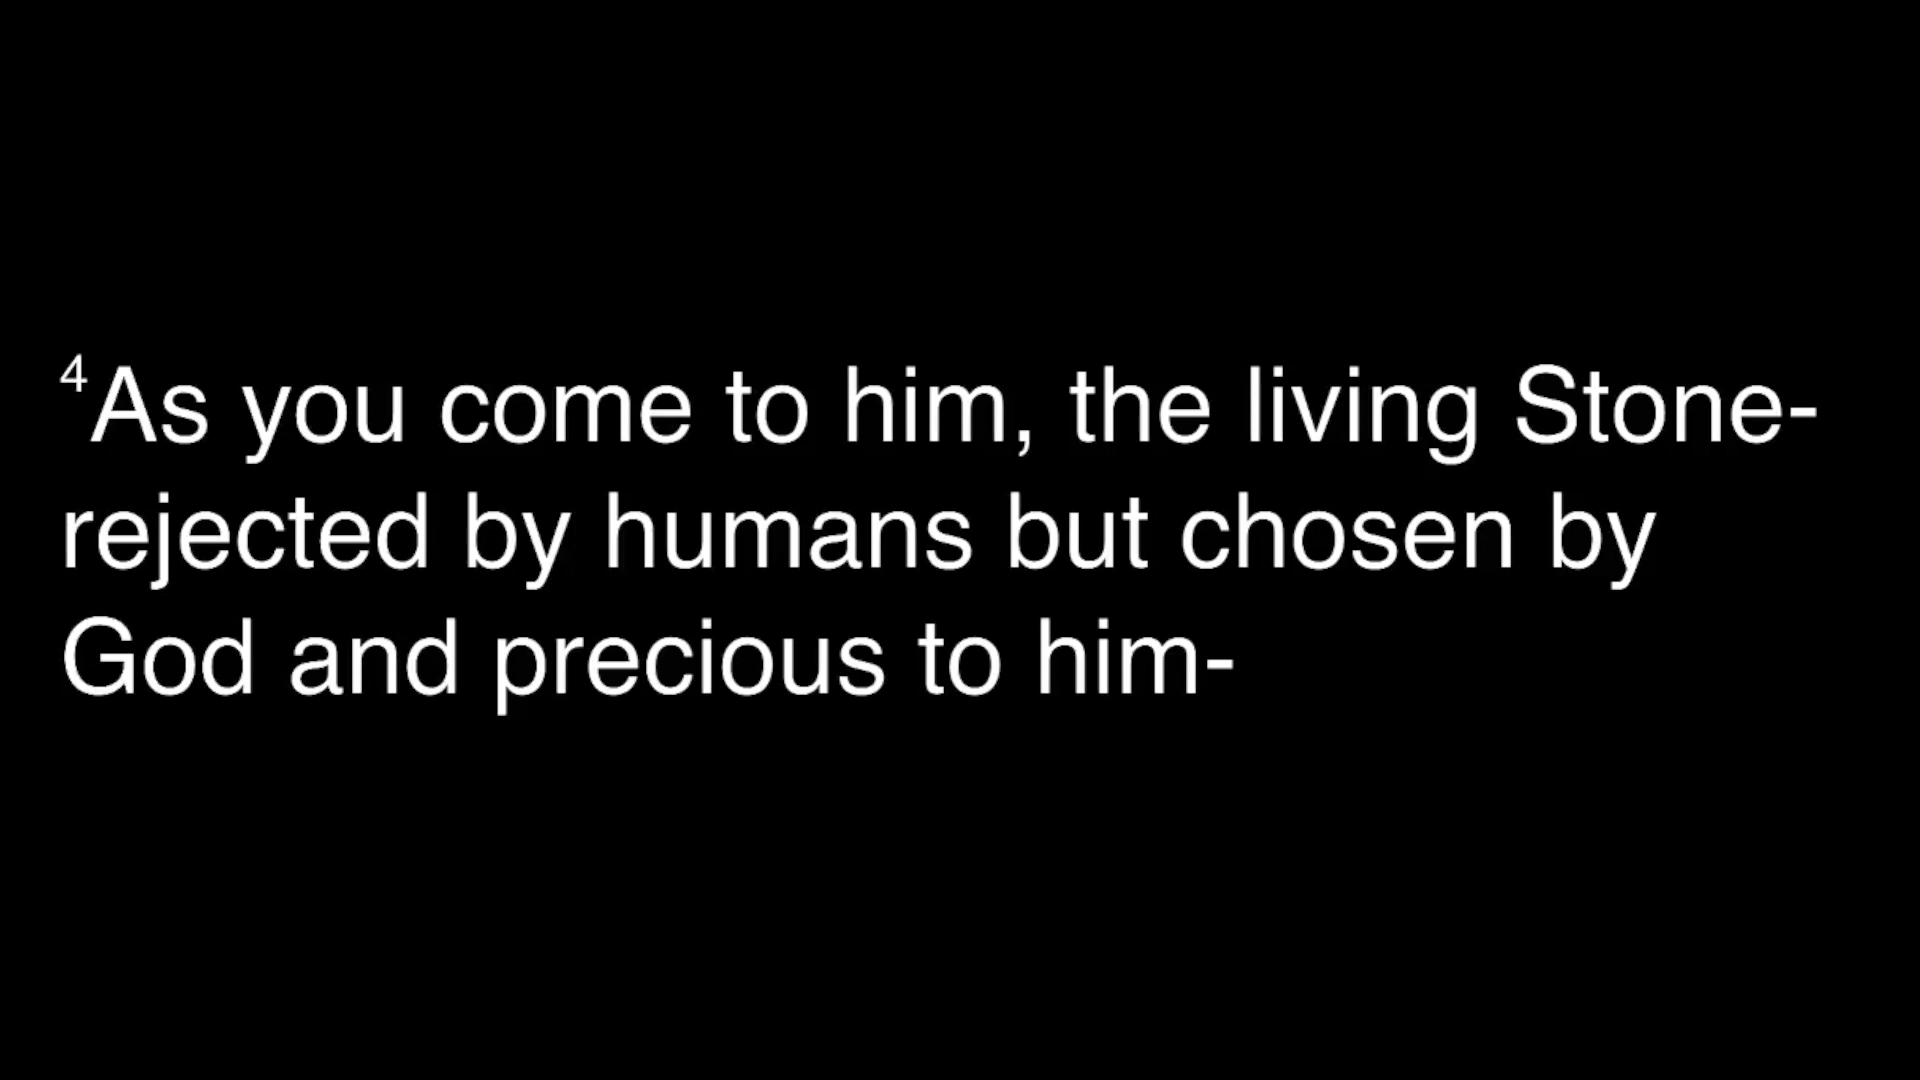 ⁴As you come to him, the living Stone-
rejected by humans but chosen by
God and precious to him-